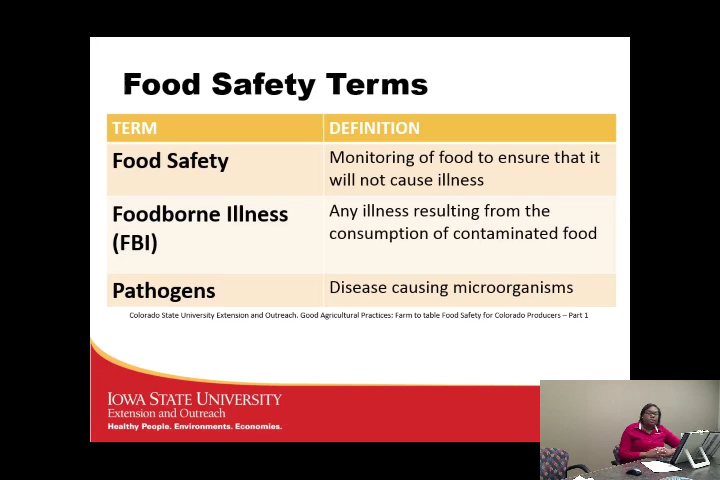 Food Safety Terms
TERM DEFINITION
Food Safety
Monitoring of food to ensure that it
will not cause illness
Foodborne Illness
(FBI)
Any illness resulting from the
consumption of contaminated food
Pathogens
Disease causing microorganisms
Colorado State University Extension and Outreach. Good Agricultural Practices: Farm to table Food Safety for Colorado Producers – Part 1
IOWA STATE UNIVERSITY
Extension and Outreach
Healthy People. Environments. Economies.